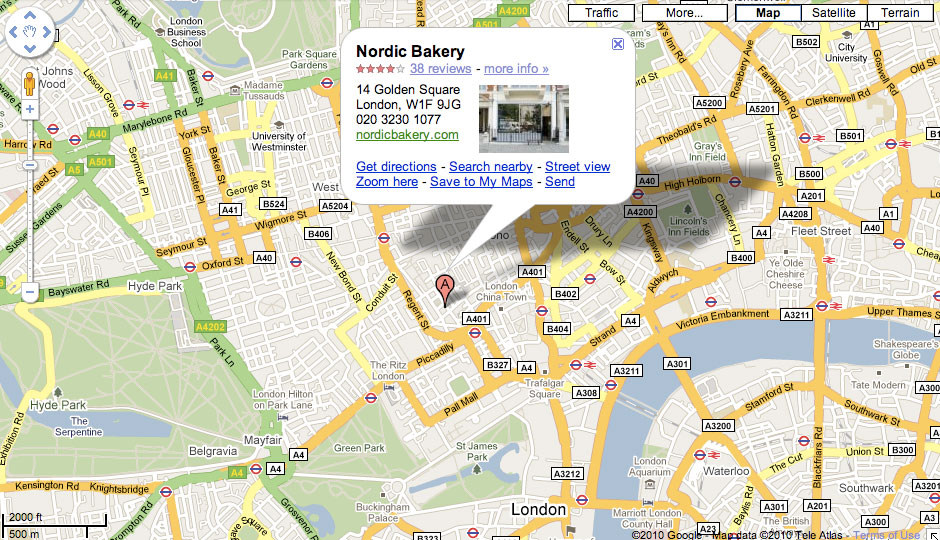 Nordic Bakery
38 reviews - more info »
14 Golden Square
London, W1F 9JG
020 3230 1077
nordicbakery.com
Get directions - Search nearby - Street view
Zoom here - Save to My Maps - Send
Traffic
More...
Map
Satellite
Terrain
London
Business
School
A4200
B502
City
University
Park Square
Gardens
Goswell Rd
St Johns
Wood
Lisson Grove
A41
Madame
Tussauds
Rosebery Ave
Farringdon Rd
A5200
A5201
Clerkenwell Rd
Marylebone Rd
A40
Harrow Rd
A501
A5
York St
University of
Westminster
Theobald's Rd
Hatton Garden
Gray's
Inn Field
Gloucester Pl
Seymour Pl
George St
B524
A41
West
A5204
Wigmore St
B406
Seymour St
Oxford St
A40
Sussex Gardens
Bayswater Rd
Hyde Park
A40
High Holborn
A4200
B500
A201
A4208
A1
A40
Lincoln's
Inn Fields
Chancery Ln
Kingsway
Drury Ln
Endell St
A4
Fleet Street
B400
Ye Olde
Cheshire
Cheese
New Bond St
Conduit St
Regent St
A
A401
London
China Town
B402
Bow St
Aldwych
A401
B404
Strand
A4
Victoria Embankment
A3211
Upper Thames St
Shakespeare's
Globe
A4202
Park Ln
Piccadilly
The Ritz
London
B327
A4
Trafalgar
Square
A308
A3211
A301
Tate Modern
Stamford St
Southwark St
London Hilton
on Park Lane
Pall Mall
Hyde Park
The
Serpentine
Exhibition Rd
Mayfair
Belgravia
A4
A4
Green Park
St James
Park
A3200
Blackfriars Rd
The Cut
Union St
B300
Waterloo
London
Aquarium
A3212
A301
Southwark
A3201
Kensington Rd
Knightsbridge
Brompton Rd
Grosvenor
Buckingham
Palace
London
Marriott London
County Hall
B323
A23
Baylis Rd
The British
A201
2000 ft
500 m
©2010 Google - Map data ©2010 Tele Atlas - Terms of Use